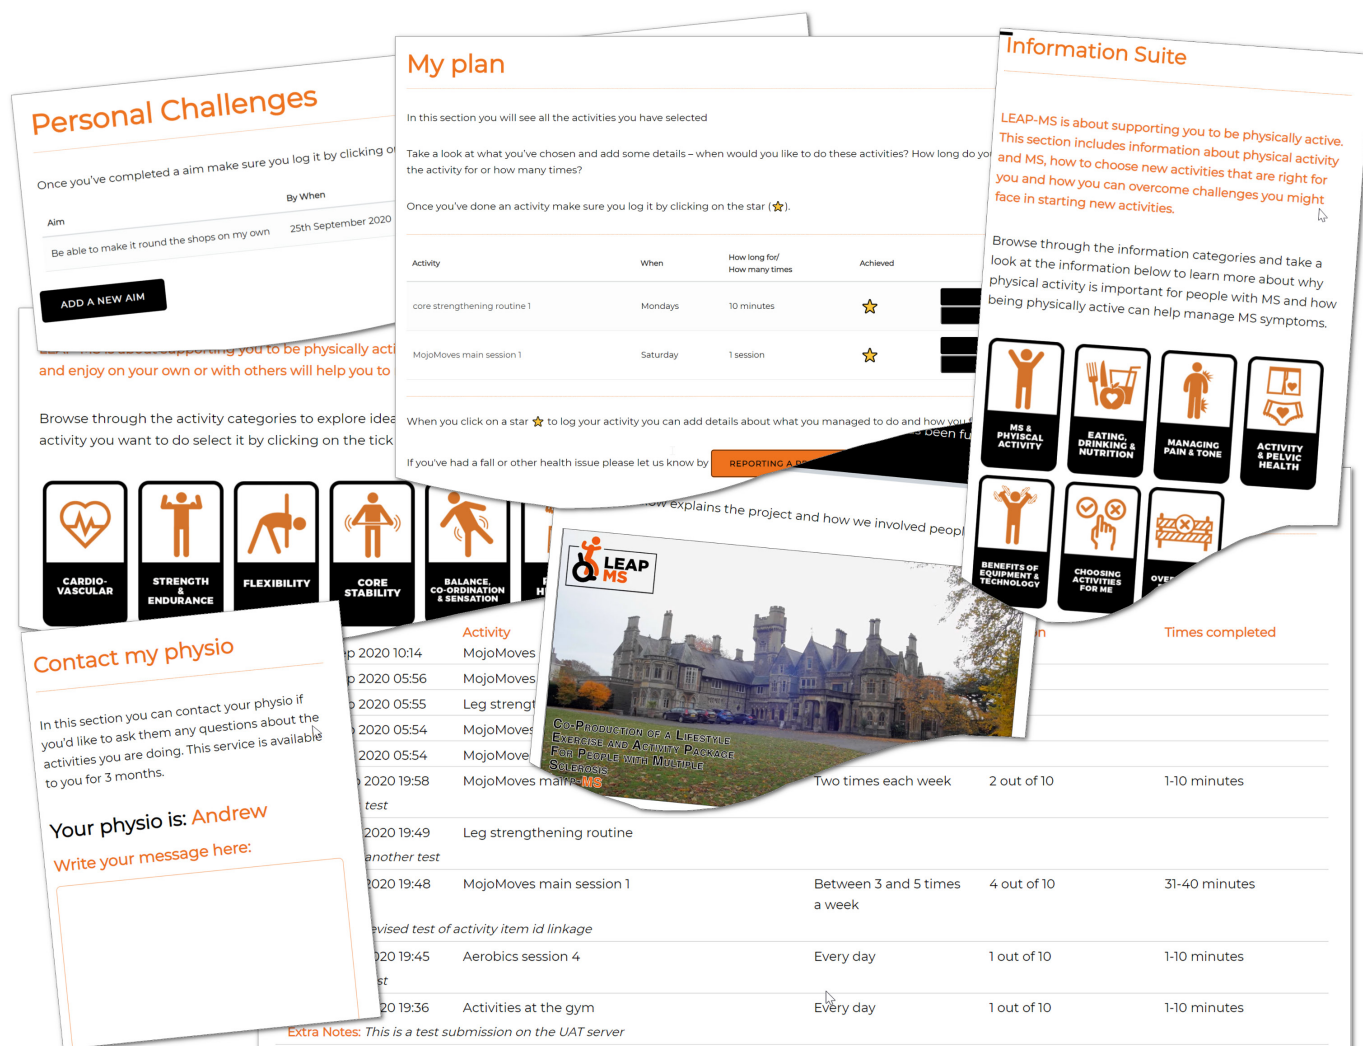 Personal Challenges
Once you've completed a aim make sure you log it by clicking
Aim
By When
Be able to make it round the shops on my own
25th September 2020
ADD A NEW AIM
My plan
In this section you will see all the activities you have selected
Take a look at what you've chosen and add some details – when would you like to do these activities? How long do
the activity for or how many times?
Once you've done an activity make sure you log it by clicking on the star ( ).
Activity
When
How long for/
How many times
Achieved
core strengthening routine 1
Mondays
10 minutes
MojoMoves main session 1
Saturday
1 session
When you click on a star to log your activity you can add details about what you managed to do and how you
If you've had a fall or other health issue please let us know by
REPORTING A
Information Suite
LEAP-MS is about supporting you to be physically active.
This section includes information about physical activity
and MS, how to choose new activities that are right for
you and how you can overcome challenges you might
face in starting new activities.
Browse through the information categories and take a
look at the information below to learn more about why
physical activity is important for people with MS and how
being physically active can help manage MS symptoms.
MS &
PHYISCAL
ACTIVITY
EATING,
DRINKING &
NUTRITION
MANAGING
PAIN & TONE
ACTIVITY
& PELVIC
HEALTH
BENEFITS OF
EQUIPMENT &
TECHNOLOGY
CHOOSING
ACTIVITIES
FOR ME
you to be physically
and enjoy on your own or with others will help you to
Browse through the activity categories to explore
activity you want to do select it by clicking on the tick
CARDIO-
VASCULAR
STRENGTH
&
ENDURANCE
FLEXIBILITY
CORE
STABILITY
BALANCE,
CO-ORDINATION
& SENSATION
been
explains the project and how we involved
LEAP
MS
Co-Production of a Lifestyle
Exercise and Activity Package
For People with Multiple
Sclerosis
Contact my physio
In this section you can contact your physio if
you'd like to ask them any questions about the
activities you are doing. This service is available
to you for 3 months.
Your physio is: Andrew
Write your message here:
Activity
Times completed
2020 10:14
MojoMoves
2020 05:56
MojoMoves
2020 05:55
Leg
2020 05:54
2020 05:54
2020 19:58
MojoMoves
Two times each week
2 out of 10
1-10 minutes
test
2020 19:49
Leg strengthening routine
another test
2020 19:48
MojoMoves main session 1
Between 3 and 5 times
a week
4 out of 10
31-40 minutes
test of activity item id linkage
19:45
Aerobics session 4
Every day
1 out of 10
1-10 minutes
19:36
Activities at the gym
Every day
1 out of 10
1-10 minutes
Extra Notes: This is a test submission on the UAT server